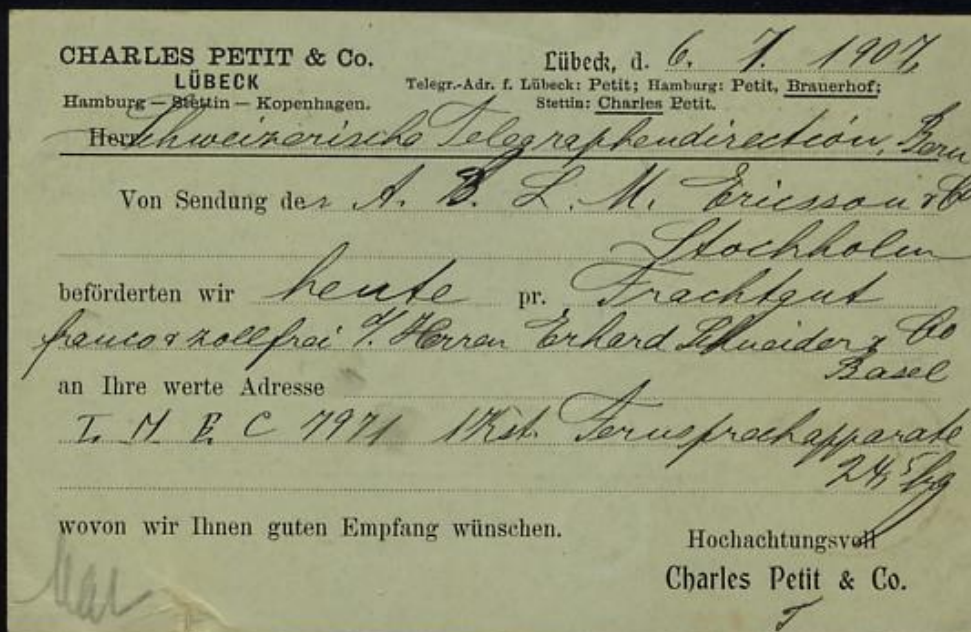 CHARLES PETIT & Co.
LÜBECK
Hamburg – Stettin – Kopenhagen.
Lübeck, d. 6. 7. 1907
Telegr.-Adr. f. Lübeck: Petit; Hamburg: Petit, Brauerhof;
Stettin: Charles Petit.
Herr Schweizerische Telegraphendirection, Bern
Von Sendung der A. B. L. M. Ericsson & Co
Stockholm
beförderten wir heute pr. Frachtgut
franco & zollfrei Herren Erhard Schneider & Co
Basel
an Ihre werte Adresse
7971 1 Kst. Fernsprechapparate
24,5 kg
wovon wir Ihnen guten Empfang wünschen.
Hochachtungsvoll
Charles Petit & Co.